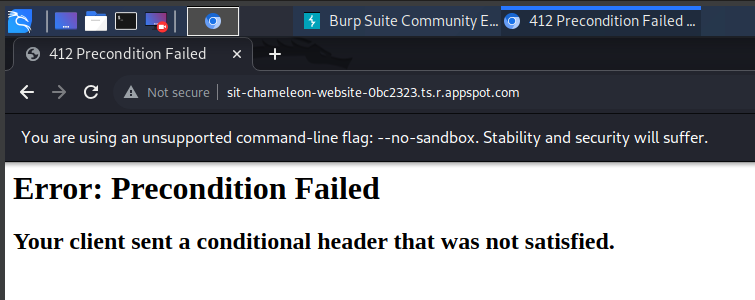 Burp Suite Community E...
412 Precondition Failed ...
412 Precondition Failed
Not secure
sit-chameleon-website-0bc2323.ts.r.appspot.com
You are using an unsupported command-line flag: --no-sandbox. Stability and security will suffer.
Error: Precondition Failed
Your client sent a conditional header that was not satisfied.